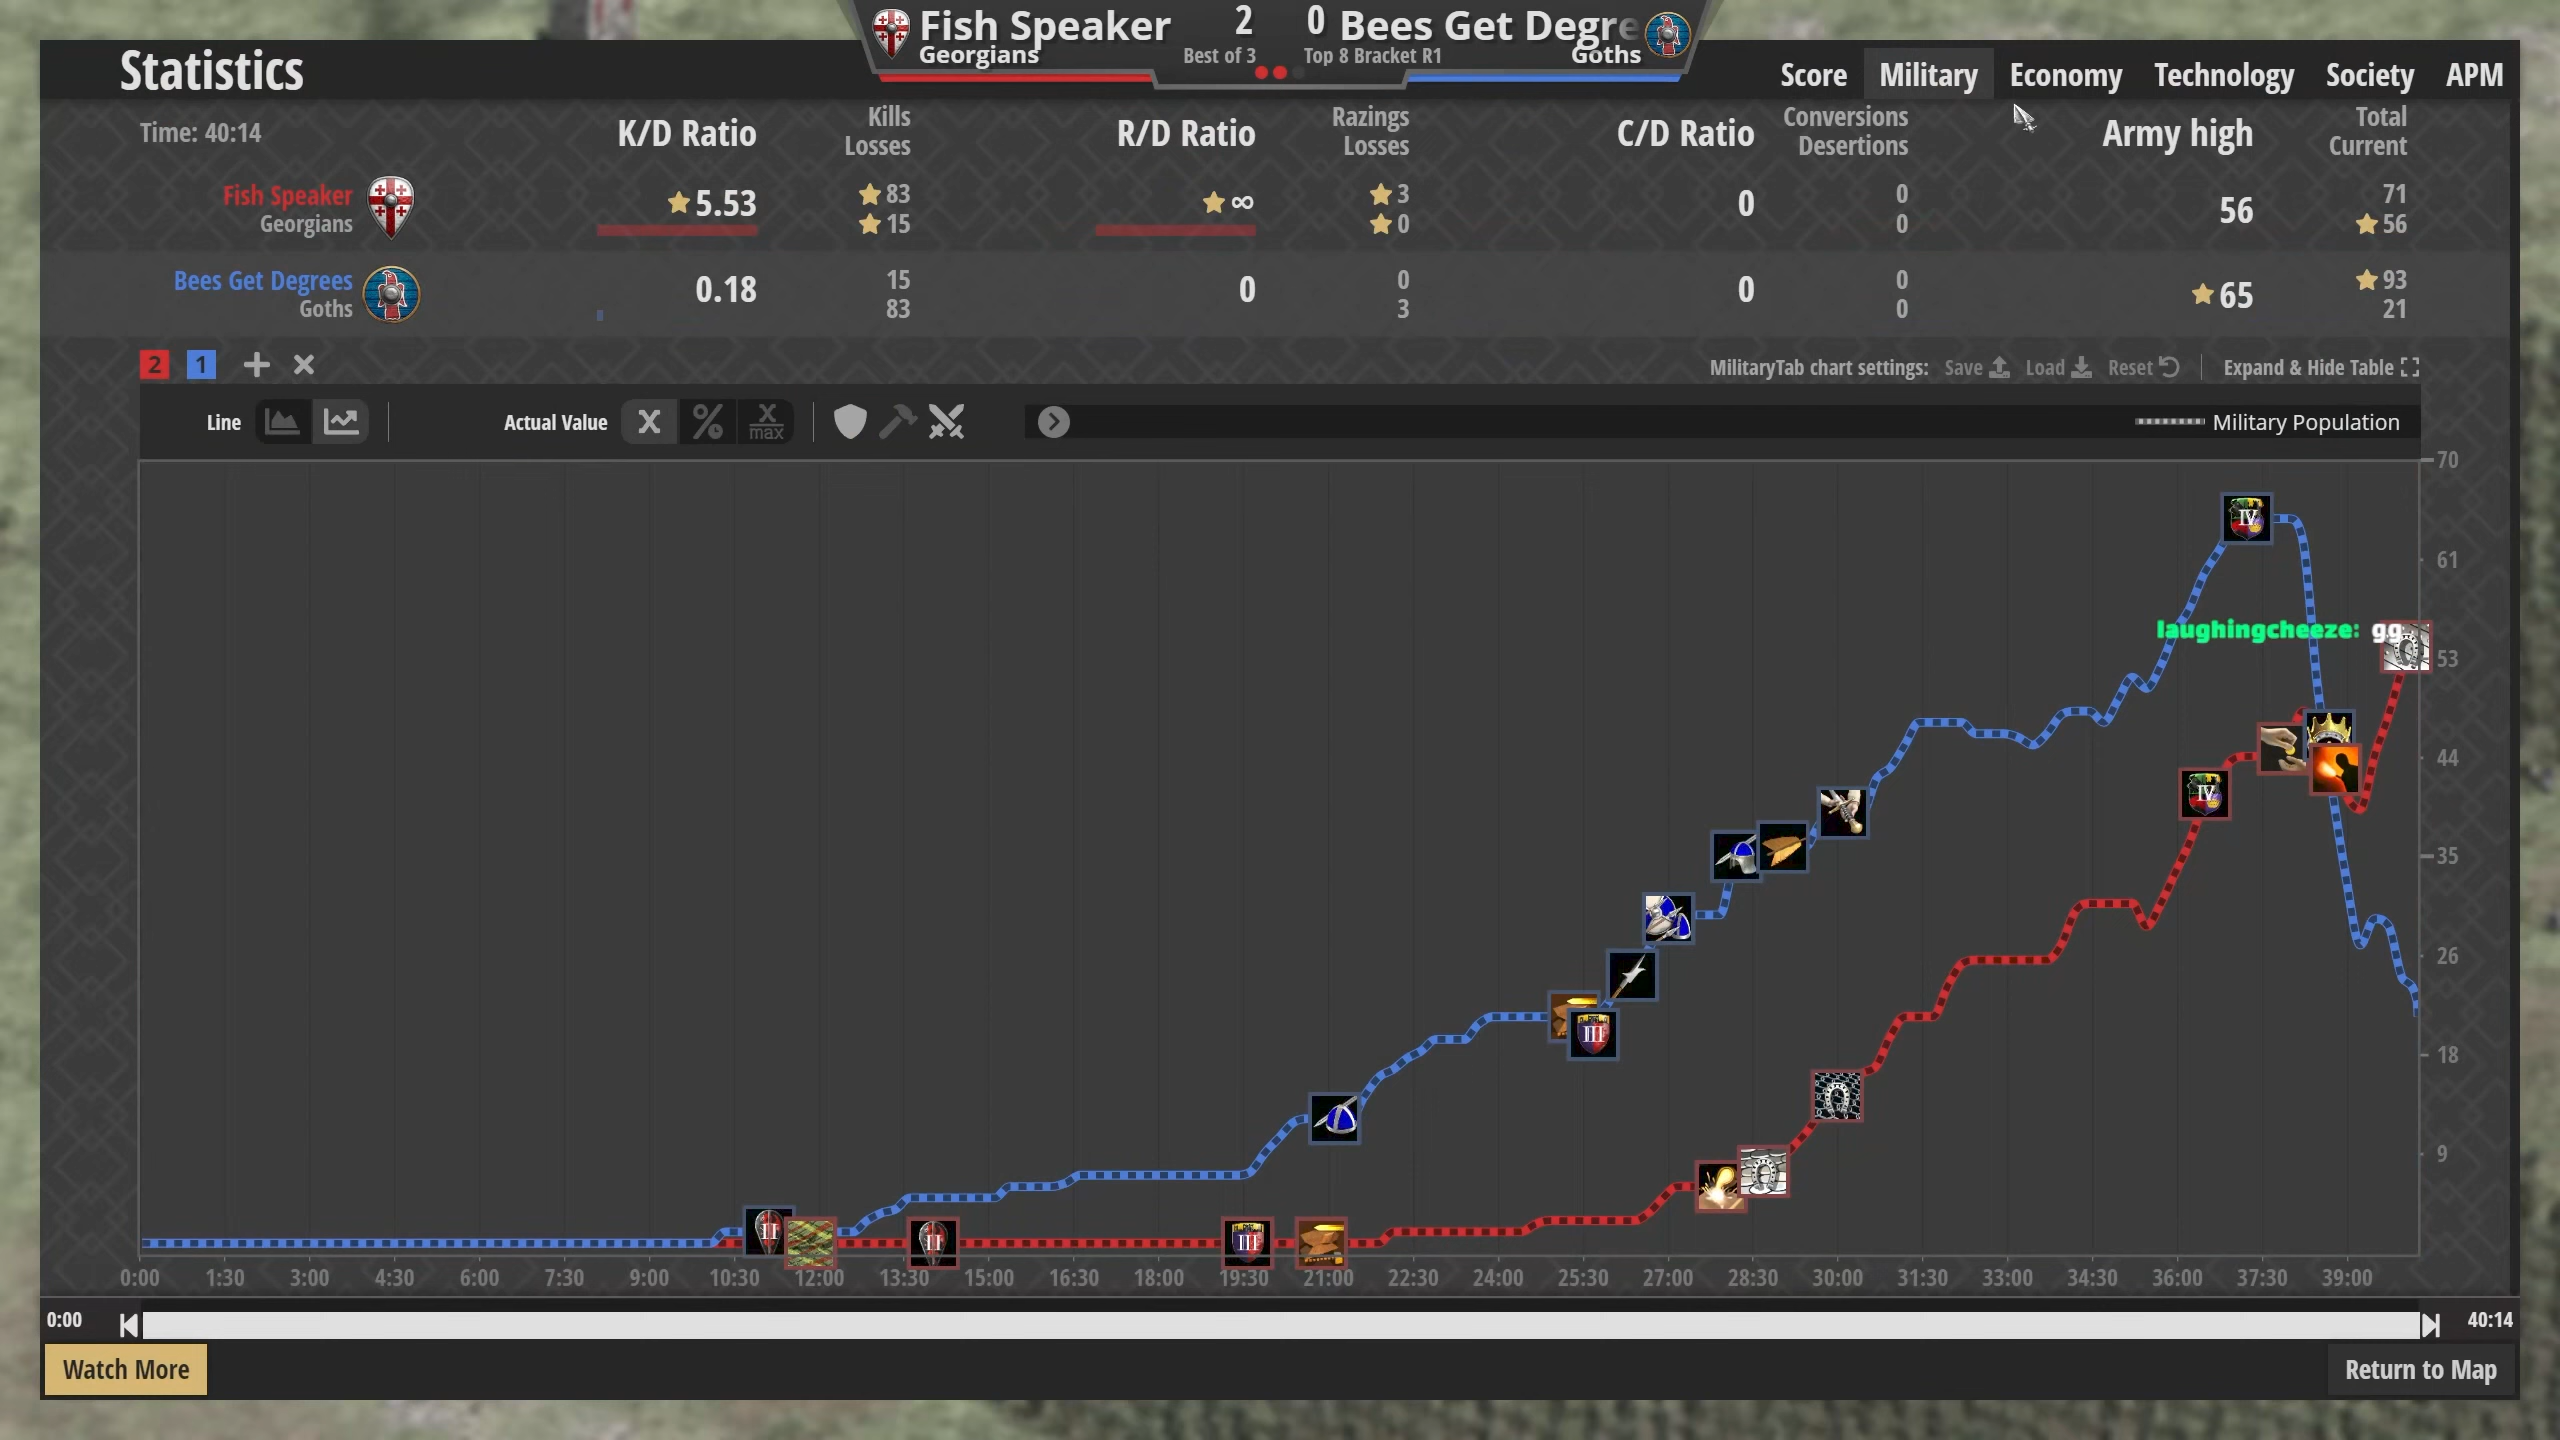 Fish Speaker 2 0 Bees Get Degre
Georgians Best of 3 Top 8 Bracket R1 Goths
Statistics
Score Military Economy Technology Society APM
Time: 40:14
K/D Ratio Kills Losses R/D Ratio Razings Losses C/D Ratio Conversions Desertions Army high Total Current
Fish Speaker 5.53 83 ∞ 3 0 0 71
Georgians 15 0 0 56 56
Bees Get Degrees 0.18 15 0 0 0 0 65 93
Goths 83 3 0 21
2 1
MilitaryTab chart settings: Save Load Reset Expand & Hide Table
Line Actual Value X % X max Military Population
70
61
53
44
35
26
18
9
laughingcheeze: gg
IV
IV
III
II
II
III
0:00 1:30 3:00 4:30 6:00 7:30 9:00 10:30 12:00 13:30 15:00 16:30 18:00 19:30 21:00 22:30 24:00 25:30 27:00 28:30 30:00 31:30 33:00 34:30 36:00 37:30 39:00
0:00 40:14
Watch More Return to Map